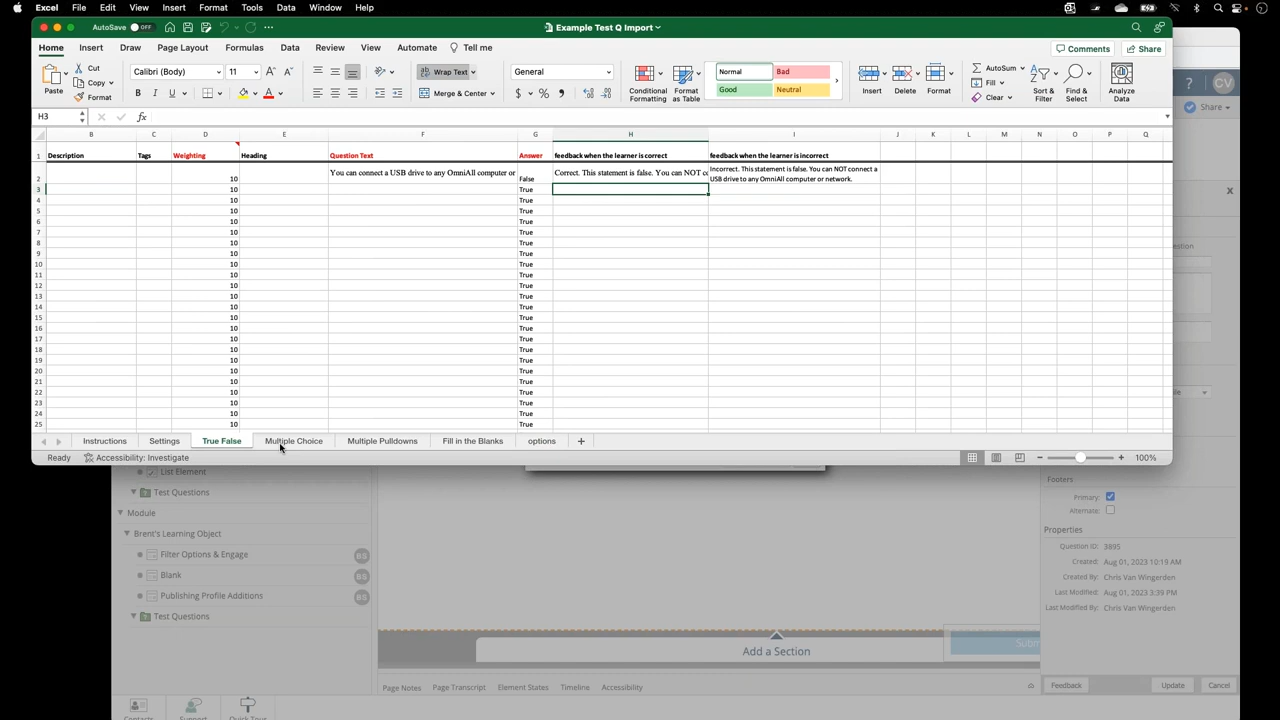 Excel File Edit View Insert Format Tools Data Window Help
AutoSave OFF Example Test Q Import
Home Insert Draw Page Layout Formulas Data Review View Automate Tell me Comments Share
Paste Cut Copy Format
Calibri (Body) 11 A A
B I U
Wrap Text
Merge & Center
General
$ % 9
Conditional Formatting Format as Table
Normal Bad
Good Neutral
Insert Delete Format
AutoSum
Fill
Clear
Sort & Filter Find & Select Analyze Data
? CV
Share
H3 fx
B C D E F G H I J K L M N O P Q
1 Description Tags Weighting Heading Question Text Answer feedback when the learner is correct feedback when the learner is incorrect
2 10 You can connect a USB drive to any OmniAll computer or False Correct. This statement is false. You can NOT cc Incorrect. This statement is false. You can NOT connect a USB drive to any OmniAll computer or network.
3 10 True
4 10 True
5 10 True
6 10 True
7 10 True
8 10 True
9 10 True
10 10 True
11 10 True
12 10 True
13 10 True
14 10 True
15 10 True
16 10 True
17 10 True
18 10 True
19 10 True
20 10 True
21 10 True
22 10 True
23 10 True
24 10 True
25 10 True
Instructions Settings True False Multiple Choice Multiple Pulldowns Fill in the Blanks options +
Ready Accessibility: Investigate 100%
List Element
Test Questions
Module
Brent's Learning Object
Filter Options & Engage BS
Blank BS
Publishing Profile Additions BS
Test Questions
Contacts Support Quick Tour
Add a Section
Page Notes Page Transcript Element States Timeline Accessibility
Footers
Primary:
Alternate:
Properties
Question ID: 3895
Created: Aug 01, 2023 10:19 AM
Created By: Chris Van Wingerden
Last Modified: Aug 01, 2023 3:39 PM
Last Modified By: Chris Van Wingerden
Feedback Update Cancel